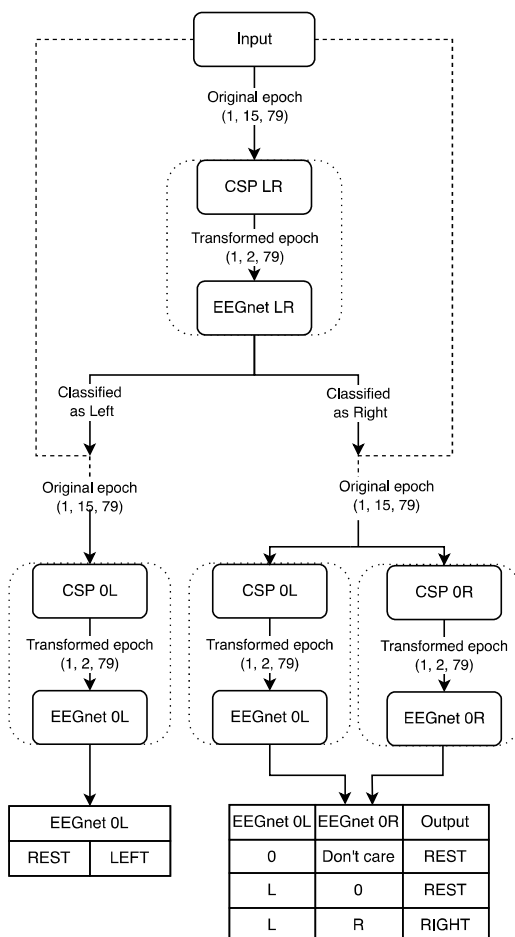 Input
Original epoch
(1, 15, 79)
CSP LR
Transformed epoch
(1, 2, 79)
EEGnet LR
Classified
as Left
Classified
as Right
Original epoch
(1, 15, 79)
Original epoch
(1, 15, 79)
CSP 0L
Transformed epoch
(1, 2, 79)
EEGnet 0L
CSP 0L
Transformed epoch
(1, 2, 79)
EEGnet 0L
CSP 0R
Transformed epoch
(1, 2, 79)
EEGnet 0R
EEGnet 0L
REST LEFT
EEGnet 0L EEGnet 0R Output
0 Don't care REST
L 0 REST
L R RIGHT